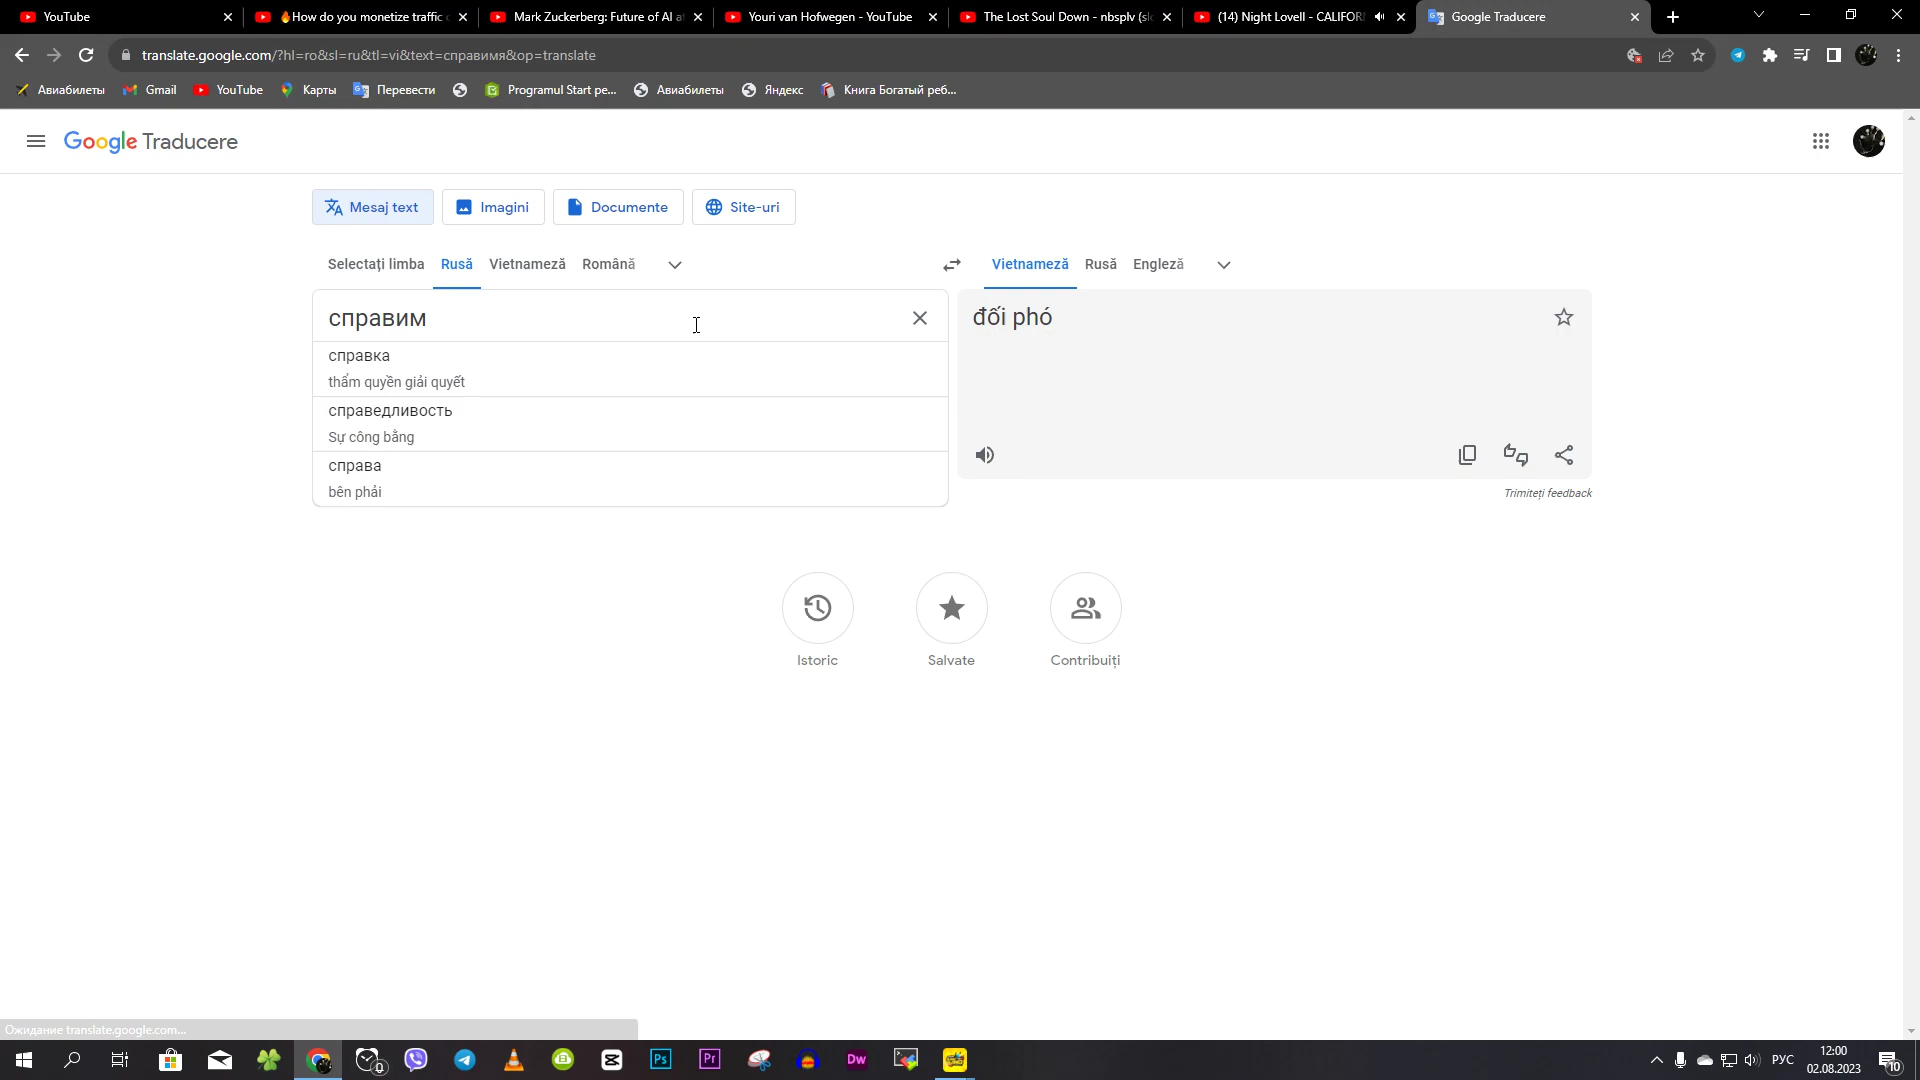 YouTube
🔥How do you monetize traffic
Mark Zuckerberg: Future of AI a
Youri van Hofwegen - YouTube
The Lost Soul Down - nbsplv (sl
(14) Night Lovell - CALIFOR
Google Traducere
translate.google.com/?hl=ro&sl=ru&tl=vi&text=справимя&op=translate
Авиабилеты
Gmail
YouTube
Карты
Перевести
Programul Start pe...
Авиабилеты
Яндекс
Книга Богатый реб...
Google Traducere
Mesaj text
Imagini
Documente
Site-uri
Selectați limba
Rusă
Vietnameză
Română
Vietnameză
Rusă
Engleză
справим
đối phó
справка
thẩm quyền giải quyết
справедливость
Sự công bằng
справа
bên phải
Trimiteți feedback
Istoric
Salvate
Contribuiți
Ожидание translate.google.com...
Ps
Pr
Dw
РУС
12:00
02.08.2023
10